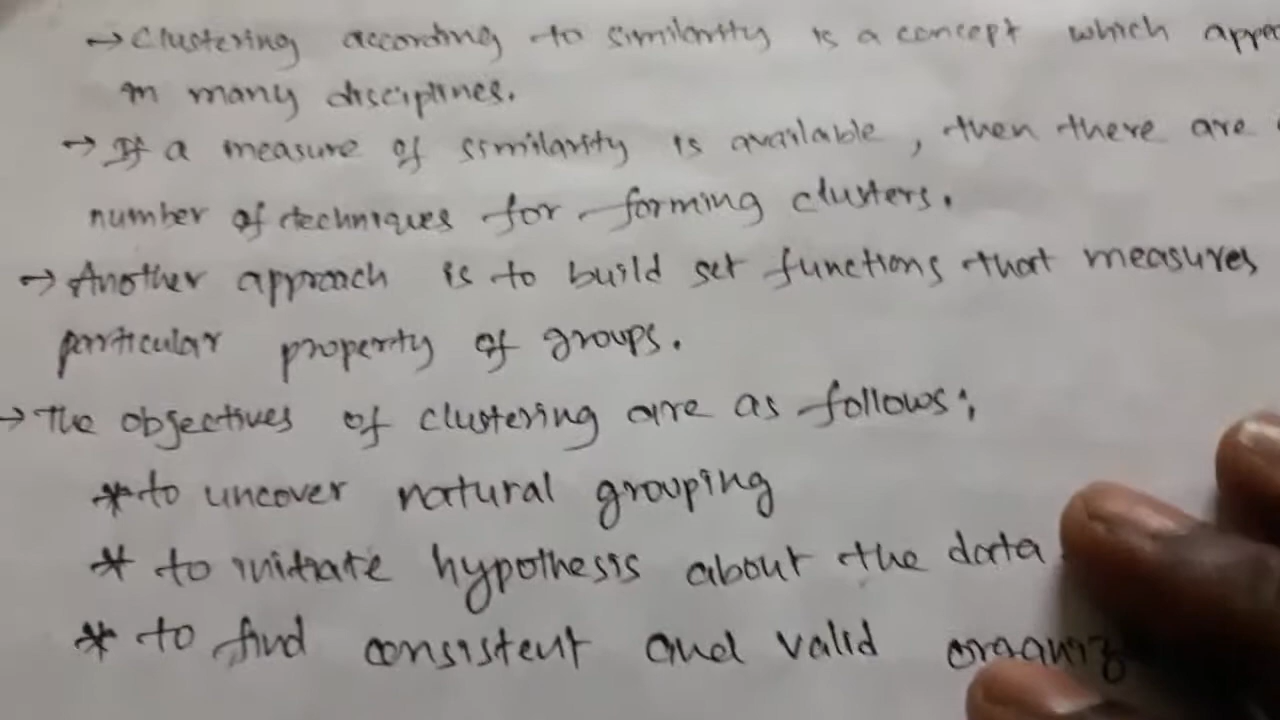 → Clustering according to similarity is a concept which appe
in many disciplines.
→ If a measure of similarity is available, then there are
number of techniques for forming clusters.
→ Another approach is to build set functions that measures
particular property of groups.
→ The objectives of clustering are as follows;
* to uncover natural grouping
* to initiate hypothesis about the data
* to find consistent and valid organiz